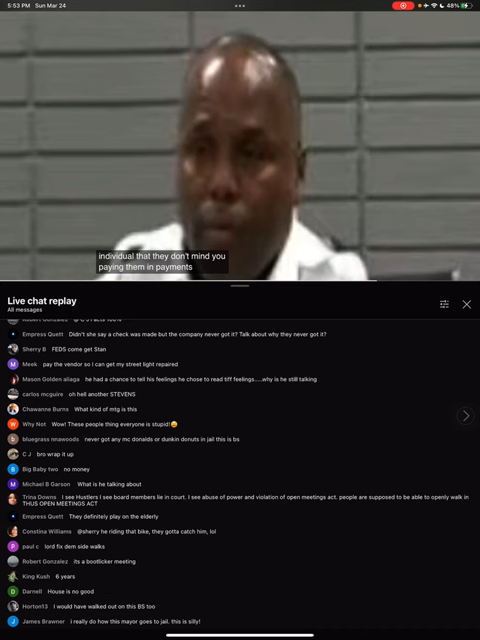 5:53 PM Sun Mar 24
48%
individual that they don't mind you
paying them in payments
Live chat replay
All messages
Empress Quett Didn't she say a check was made but the company never got it? Talk about why they never got it?
Sherry B FEDS come get Stan
Meek pay the vendor so I can get my street light repaired
Mason Golden aliaga he had a chance to tell his feelings he chose to read tiff feelings.....why is he still talking
carlos mcguire oh hell another STEVENS
Chawanne Burns What kind of mtg is this
Why Not Wow! These people thing everyone is stupid!😩
bluegrass nnawoods never got any mc donalds or dunkin donuts in jail this is bs
C J bro wrap it up
Big Baby two no money
Michael B Garson What is he talking about
Trina Downs I see Hustlers I see board members lie in court. I see abuse of power and violation of open meetings act. people are supposed to be able to openly walk in
THUS OPEN MEETINGS ACT
Empress Quett They definitely play on the elderly
Constina Williams @sherry he riding that bike, they gotta catch him, lol
paul c lord fix dem side walks
Robert Gonzalez its a bootlicker meeting
King Kush 6 years
Darnell House is no good
Horton13 I would have walked out on this BS too
James Brawner i really do how this mayor goes to jail. this is silly!